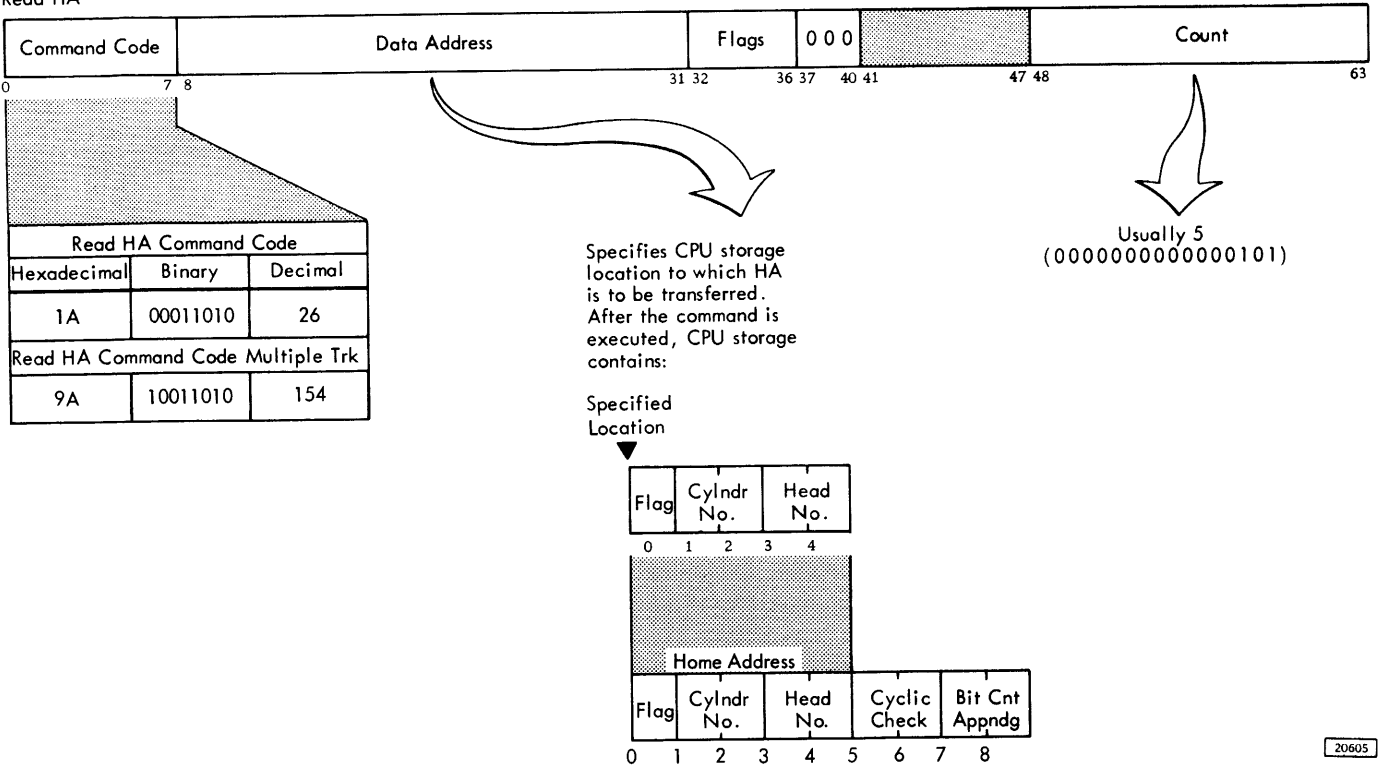 Read HA
Command Code Data Address Flags 0 0 0 Count
0 7 8 31 32 36 37 40 41 47 48 63
Read HA Command Code
Hexadecimal Binary Decimal
1A 00011010 26
Read HA Command Code Multiple Trk
9A 10011010 154
Specifies CPU storage
location to which HA
is to be transferred.
After the command is
executed, CPU storage
contains:
Specified
Location
Usually 5
(0000000000000101)
Flag Cylndr No. Head No.
0 1 2 3 4
Home Address
Flag Cylndr No. Head No. Cyclic Check Bit Cnt Appndg
0 1 2 3 4 5 6 7 8
20605